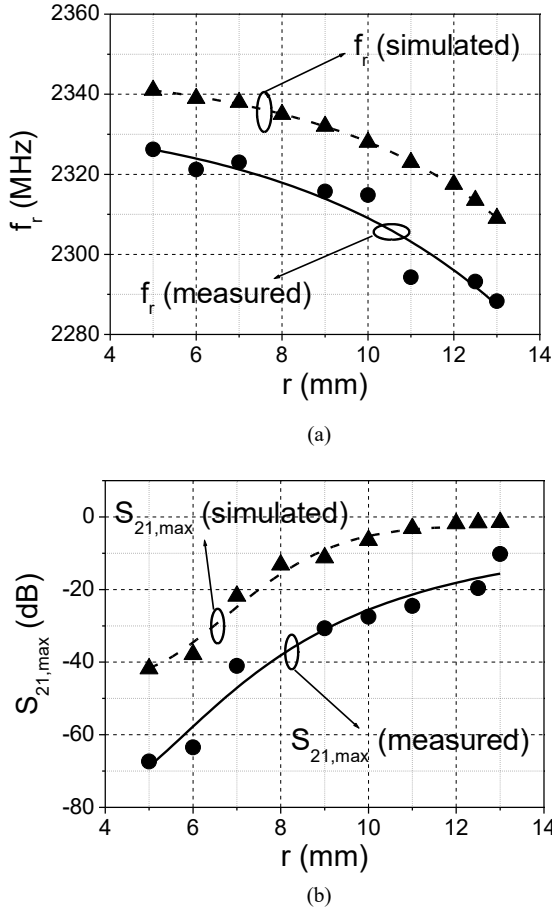 f_r (simulated)
2360
2340
2320
2300
2280
f_r (MHz)
f_r (measured)
4 6 8 10 12 14
r (mm)
(a)
0
-20
-40
-60
-80
S_21,max (dB)
S_21,max (simulated)
S_21,max (measured)
4 6 8 10 12 14
r (mm)
(b)